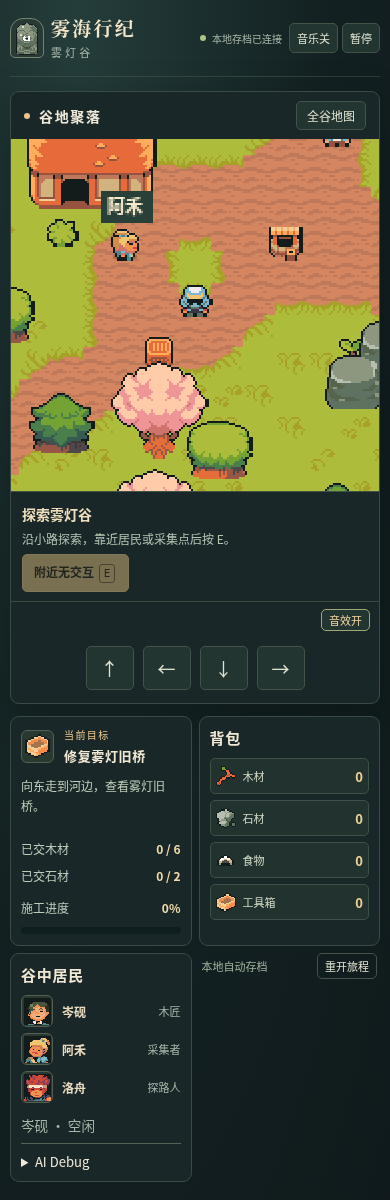 雾海行纪
雾灯谷
本地存档已连接
音乐关
暂停
谷地聚落
全谷地图
阿禾
探索雾灯谷
沿小路探索，靠近居民或采集点后按 E。
附近无交互 E
音效开
↑ ← ↓ →
当前目标
修复雾灯旧桥
向东走到河边，查看雾灯旧
桥。
已交木材 0 / 6
已交石材 0 / 2
施工进度 0%
背包
木材 0
石材 0
食物 0
工具箱 0
谷中居民
岑砚 木匠
阿禾 采集者
洛舟 探路人
岑砚 · 空闲
▶ AI Debug
本地自动存档
重开旅程